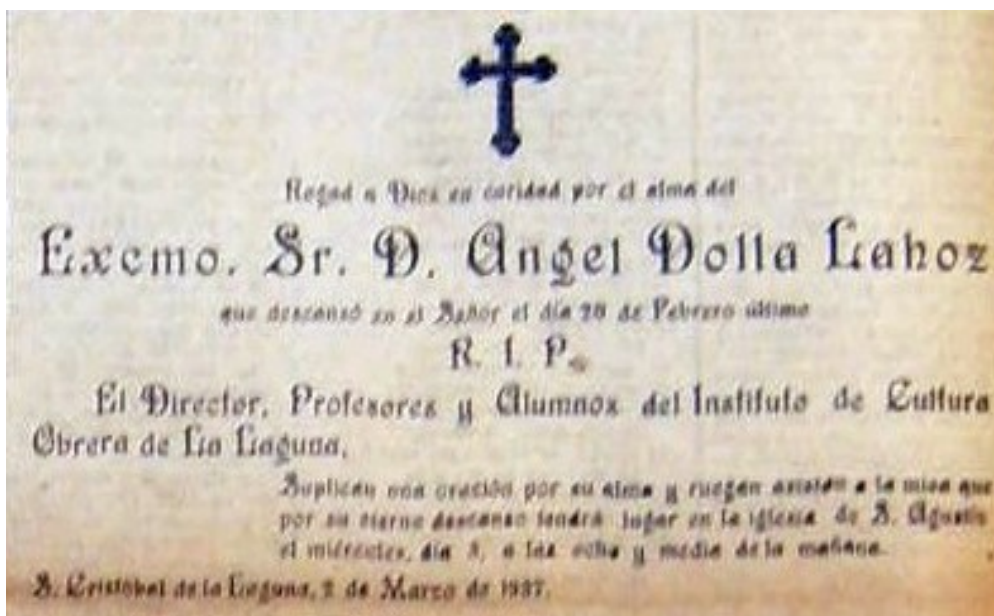 Rogad a Dios en caridad por el alma del
Excmo. Sr. D. Angel Dolla Lahoz
que descansó en el Señor el día 28 de Febrero último
R. I. P.
El Director, Profesores y Alumnos del Instituto de Cultura
Obrera de La Laguna,
Suplican una oración por su alma y ruegan asistan a la misa que
por su eterno descanso tendrá lugar en la iglesia de S. Agustín
el miércoles, día 3, a las ocho y media de la mañana.
S. Cristóbal de la Laguna, 2 de Marzo de 1937.